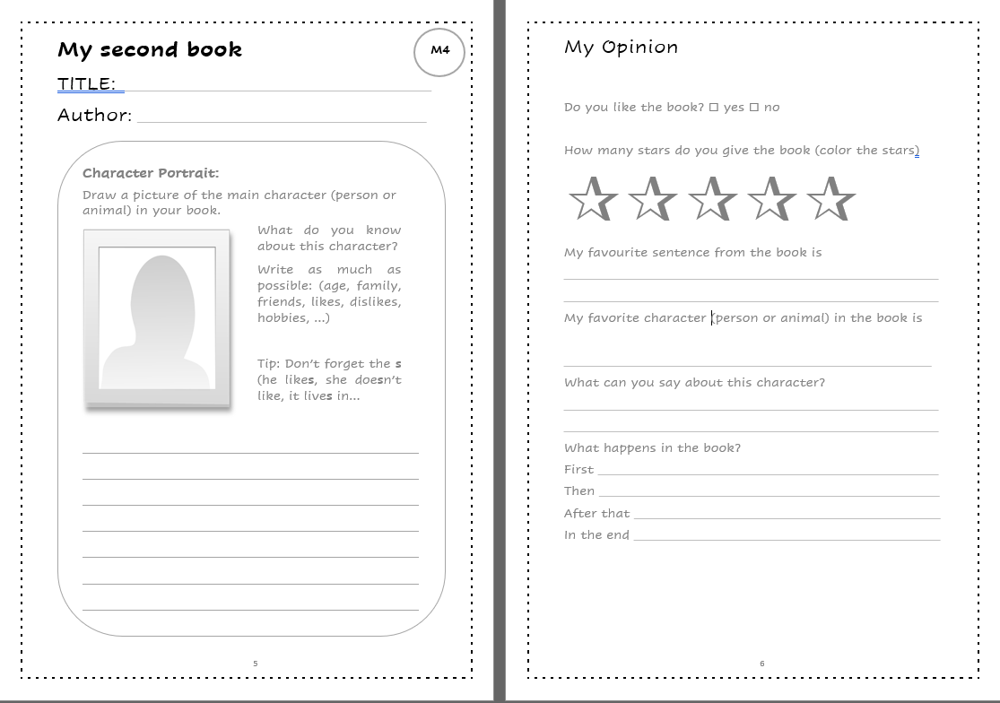 My second book
M4
TITLE:
Author:
Character Portrait:
Draw a picture of the main character (person or
animal) in your book.
What do you know
about this character?
Write as much as
possible: (age, family,
friends, likes, dislikes,
hobbies, ...)
Tip: Don't forget the s
(he likes, she doesn't
like, it lives in...
5
My Opinion
Do you like the book? ☐ yes ☐ no
How many stars do you give the book (color the stars)
My favourite sentence from the book is
My favorite character (person or animal) in the book is
What can you say about this character?
What happens in the book?
First
Then
After that
In the end
6